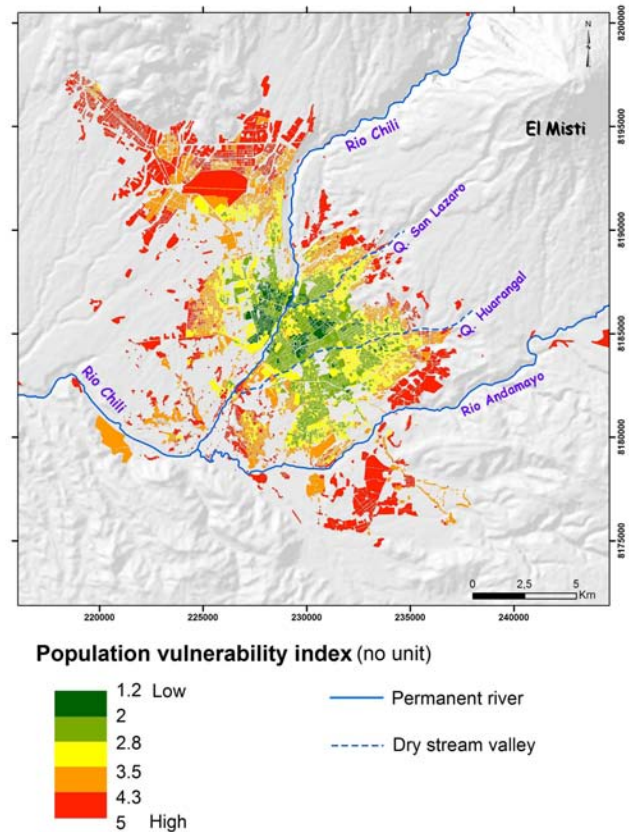 N
8200000
El Misti
Rio Chili
8195000
Q. San Lazaro
8190000
Q. Huarangal
8185000
Rio Chili
Rio Andamayo
8180000
8175000
0 2,5 5
Km
220000 225000 230000 235000 240000
Population vulnerability index (no unit)
1.2 Low
2
2.8
3.5
4.3
5 High
Permanent river
Dry stream valley